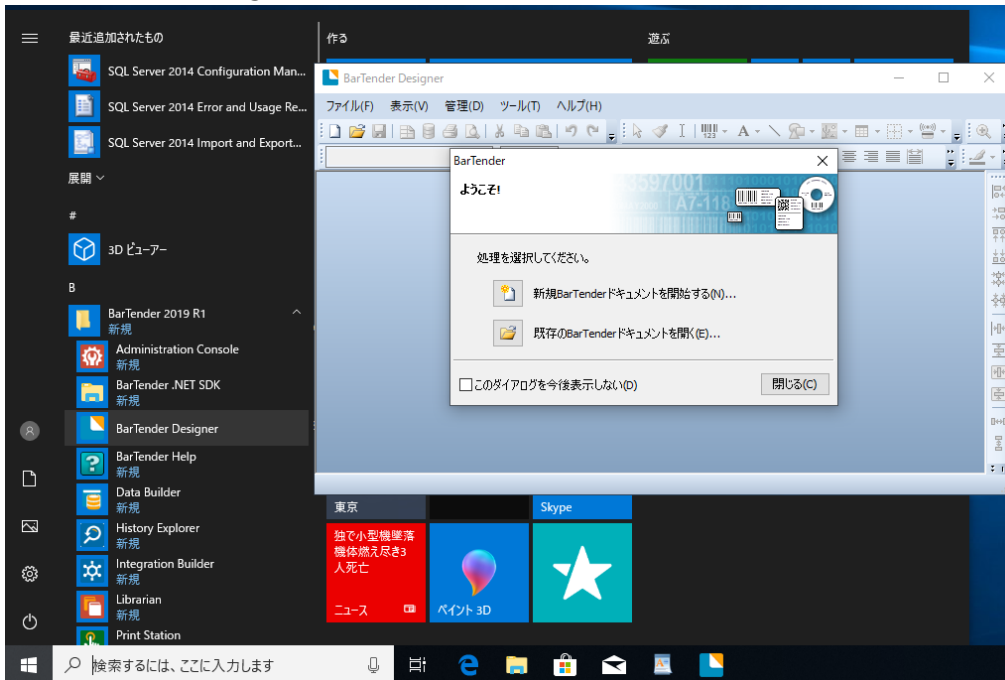 最近追加されたもの
SQL Server 2014 Configuration Man...
SQL Server 2014 Error and Usage Re...
SQL Server 2014 Import and Export...
展開
#
3D ビューアー
B
BarTender 2019 R1
新規
Administration Console
新規
BarTender .NET SDK
新規
BarTender Designer
BarTender Help
新規
Data Builder
新規
History Explorer
新規
Integration Builder
新規
Librarian
新規
Print Station
作る
遊ぶ
BarTender Designer
ファイル(F) 表示(V) 管理(D) ツール(T) ヘルプ(H)
BarTender
ようこそ!
処理を選択してください。
新規BarTenderドキュメントを開始する(N)...
既存のBarTenderドキュメントを開く(E)...
このダイアログを今後表示しない(D)
閉じる(C)
東京
Skype
独で小型機墜落
機体燃え尽き3
人死亡
ニュース
ペイント 3D
検索するには、ここに入力します